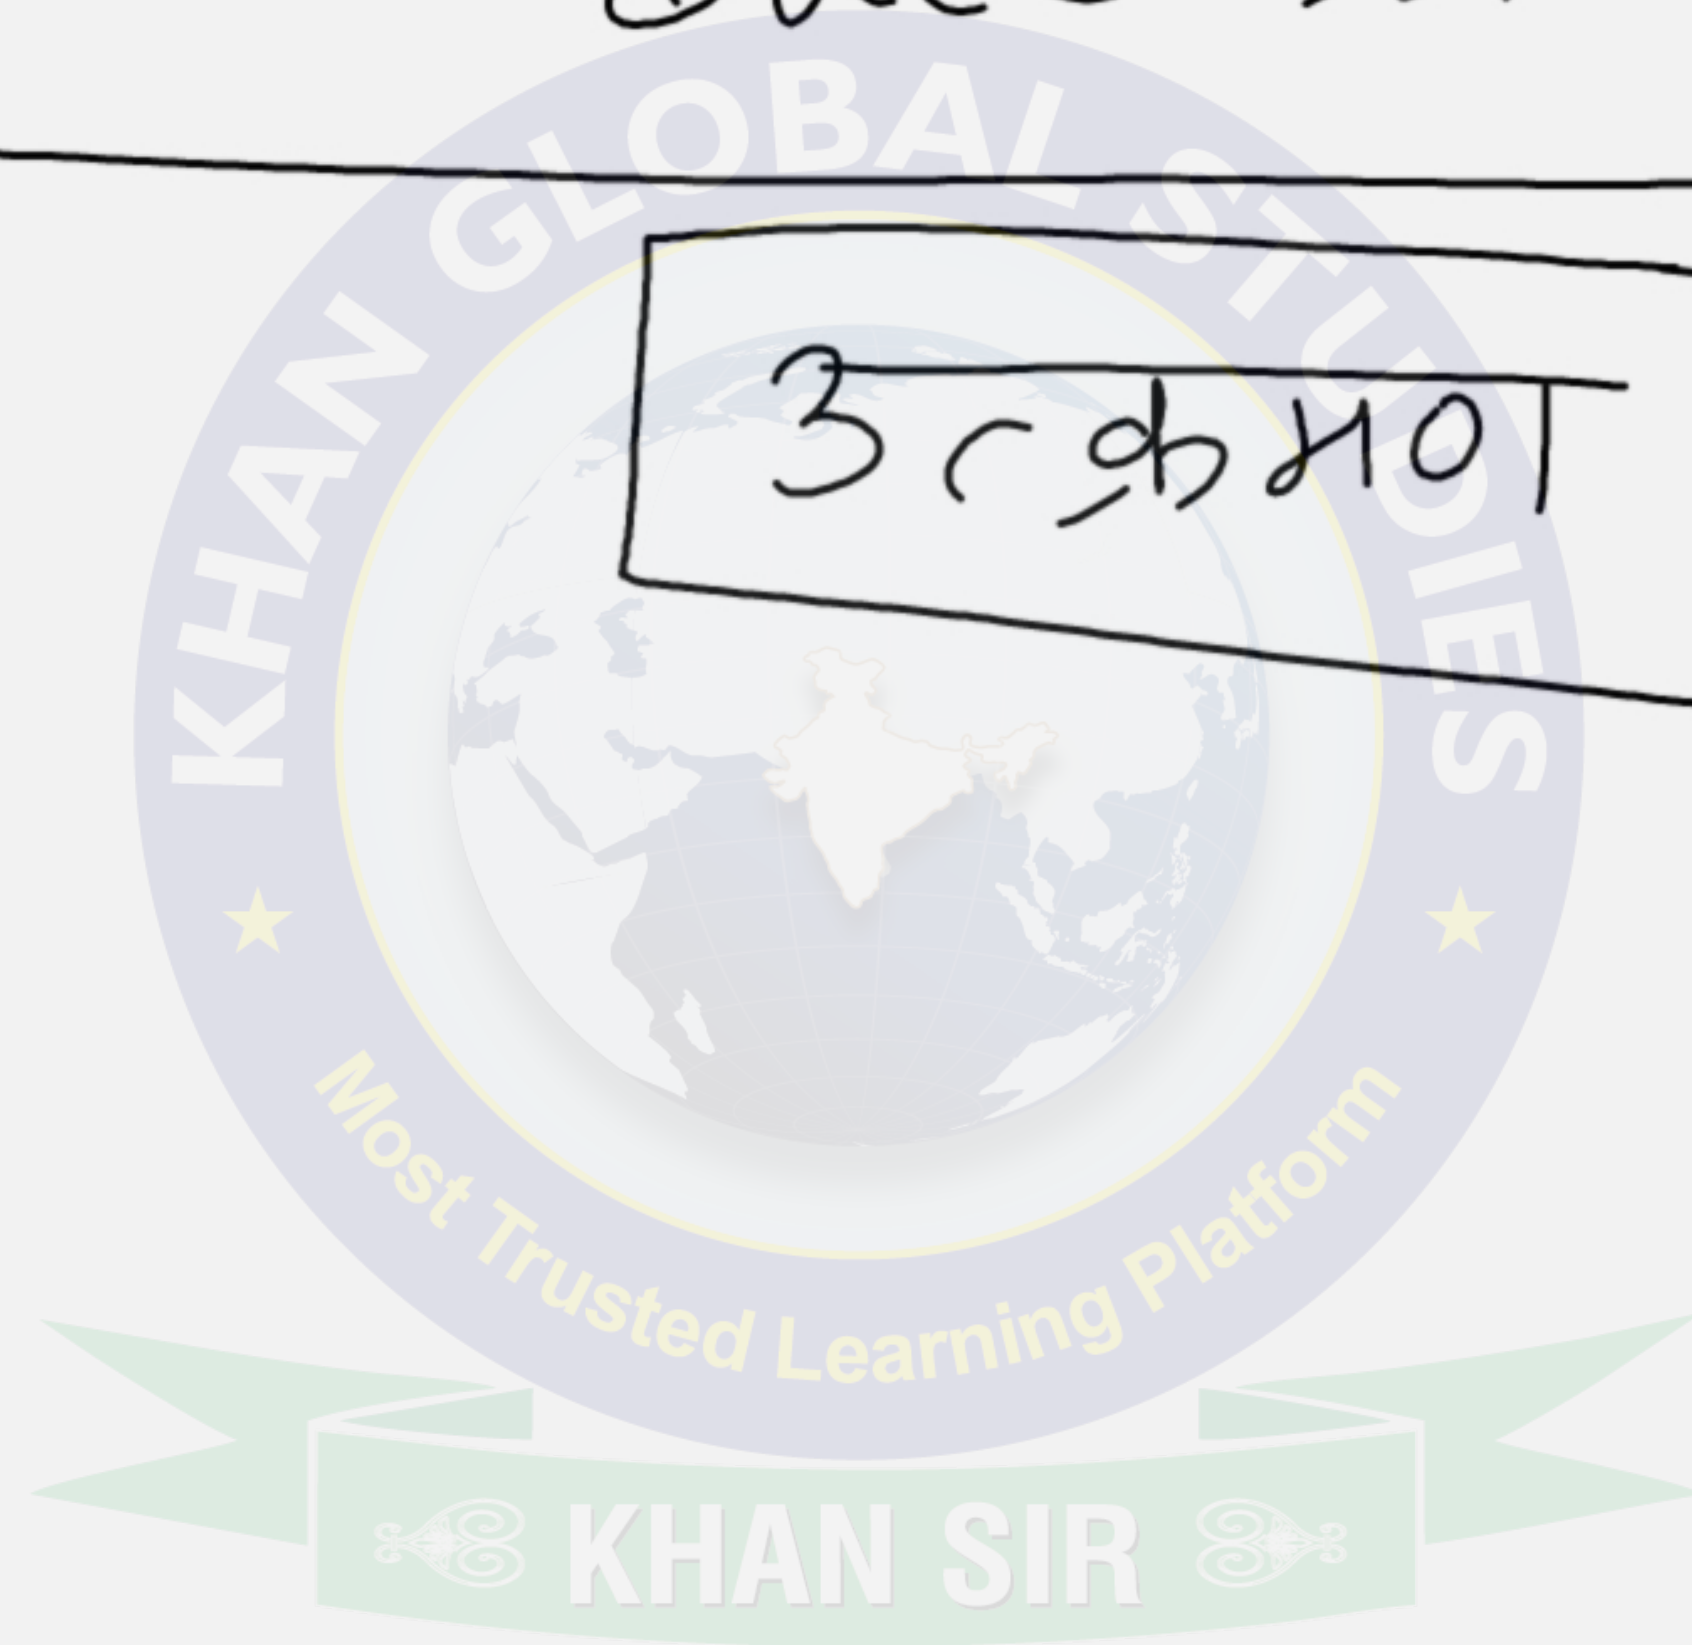 KHAN GLOBAL STUDIES
उत्क्रमण
Most Trusted Learning Platform
KHAN SIR